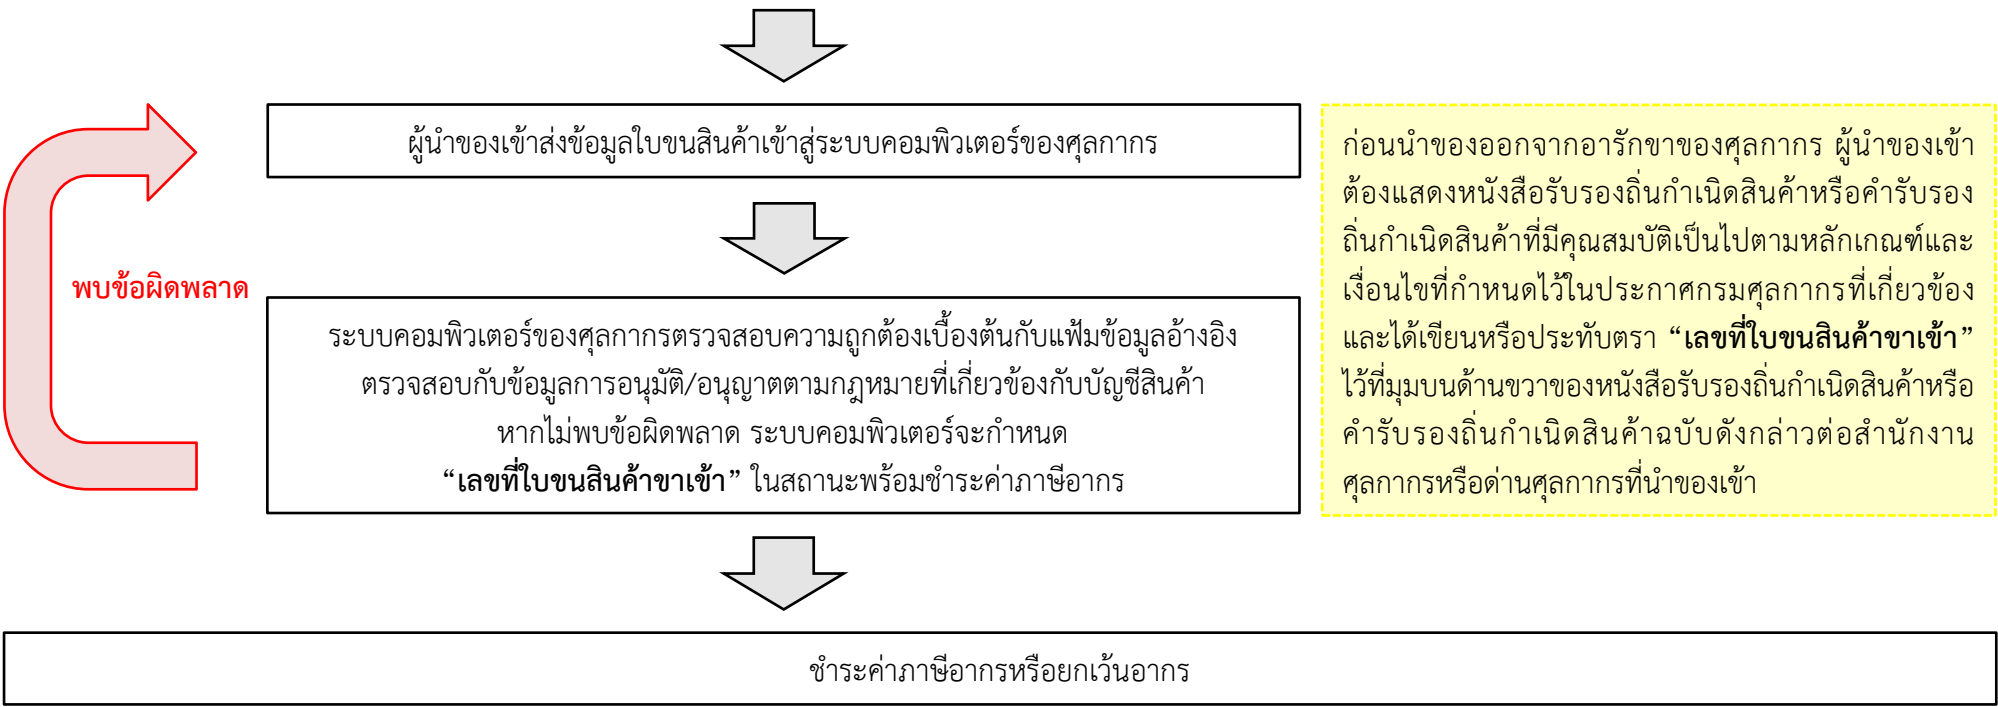 ผู้นำของเข้าส่งข้อมูลใบขนสินค้าเข้าสู่ระบบคอมพิวเตอร์ของศุลกากร
พบข้อผิดพลาด
ระบบคอมพิวเตอร์ของศุลกากรตรวจสอบความถูกต้องเบื้องต้นกับแฟ้มข้อมูลอ้างอิง
ตรวจสอบกับข้อมูลการอนุมัติ/อนุญาตตามกฎหมายที่เกี่ยวข้องกับบัญชีสินค้า
หากไม่พบข้อผิดพลาด ระบบคอมพิวเตอร์จะกำหนด
“เลขที่ใบขนสินค้าขาเข้า” ในสถานะพร้อมชำระค่าภาษีอากร
ก่อนนำของออกจากอารักขาของศุลกากร ผู้นำของเข้า
ต้องแสดงหนังสือรับรองถิ่นกำเนิดสินค้าหรือคำรับรอง
ถิ่นกำเนิดสินค้าที่มีคุณสมบัติเป็นไปตามหลักเกณฑ์และ
เงื่อนไขที่กำหนดไว้ในประกาศกรมศุลกากรที่เกี่ยวข้อง
และได้เขียนหรือประทับตรา “เลขที่ใบขนสินค้าขาเข้า”
ไว้ที่มุมบนด้านขวาของหนังสือรับรองถิ่นกำเนิดสินค้าหรือ
คำรับรองถิ่นกำเนิดสินค้าฉบับดังกล่าวต่อสำนักงาน
ศุลกากรหรือด่านศุลกากรที่นำของเข้า
ชำระค่าภาษีอากรหรือยกเว้นอากร